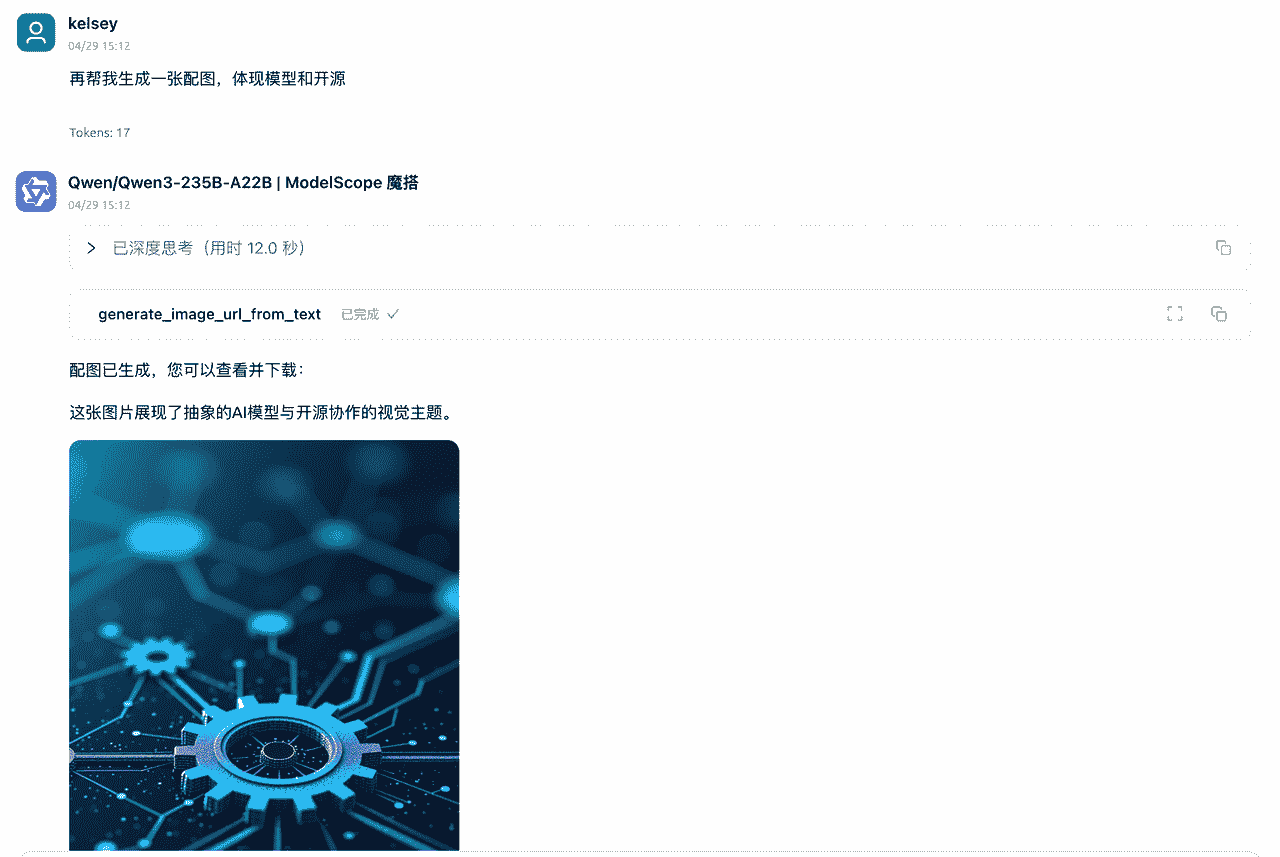 kelsey
04/29 15:12
再帮我生成一张配图，体现模型和开源
Tokens: 17
Qwen/Qwen3-235B-A22B | ModelScope 魔搭
04/29 15:12
已深度思考（用时 12.0 秒）
generate_image_url_from_text 已完成
配图已生成，您可以查看并下载：
这张图片展现了抽象的AI模型与开源协作的视觉主题。